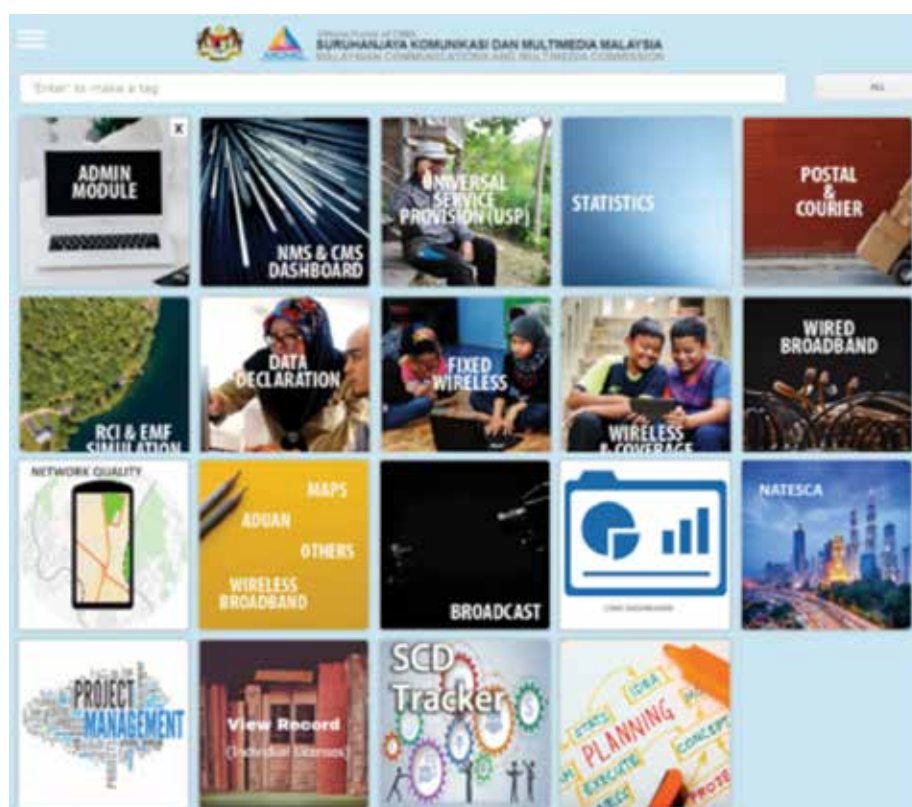 SURUHANJAYA KOMUNIKASI DAN MULTIMEDIA MALAYSIA
MALAYSIAN COMMUNICATIONS AND MULTIMEDIA COMMISSION
'Enter' to make a tag
ALL
X
ADMIN
MODULE
NMS & CMS
DASHBOARD
UNIVERSAL
SERVICE
PROVISION (USP)
STATISTICS
POSTAL
&
COURIER
RCI & EMF
SIMULATION
DATA
DECLARATION
FIXED
WIRELESS
WIRELESS
& COVERAGE
WIRED
BROADBAND
NETWORK QUALITY
MAPS
ADUAN
OTHERS
WIRELESS
BROADBAND
BROADCAST
NATESCA
PROJECT
MANAGEMENT
View Record
(Individual Licenses)
SCD
Tracker
IDEA
PLANNING
CONCEPT
EXECUTE